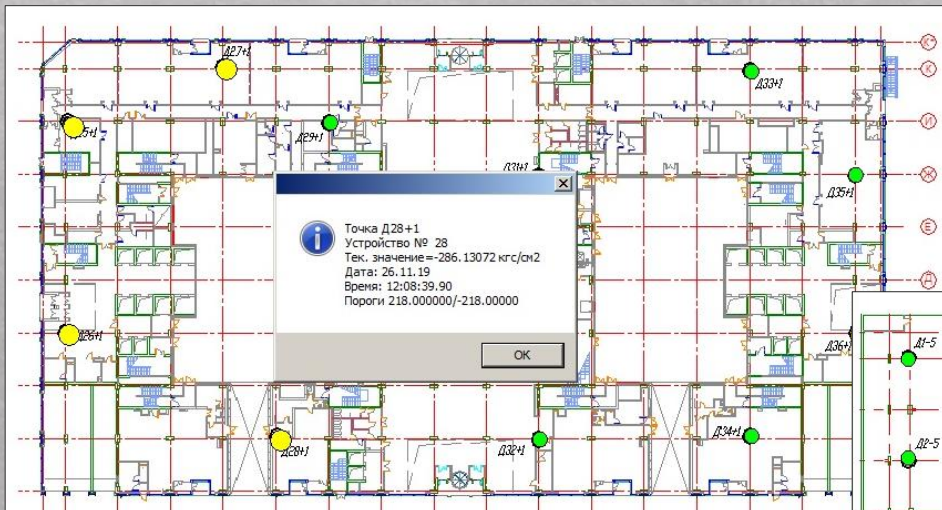 К*
Д27+1
К
Д33+1
5+1
Д29+1
И
Д31+1
Ж
Д35+1
Точка Д28+1
Устройство № 28
Тек. значение=-286.13072 кгс/см2
Дата: 26.11.19
Время: 12:08:39.90
Пороги 218.000000/-218.00000
OK
Е
Д
Д26+1
Д36+1
Д1-5
Д28+1
Д32+1
Д34+1
Д2-5